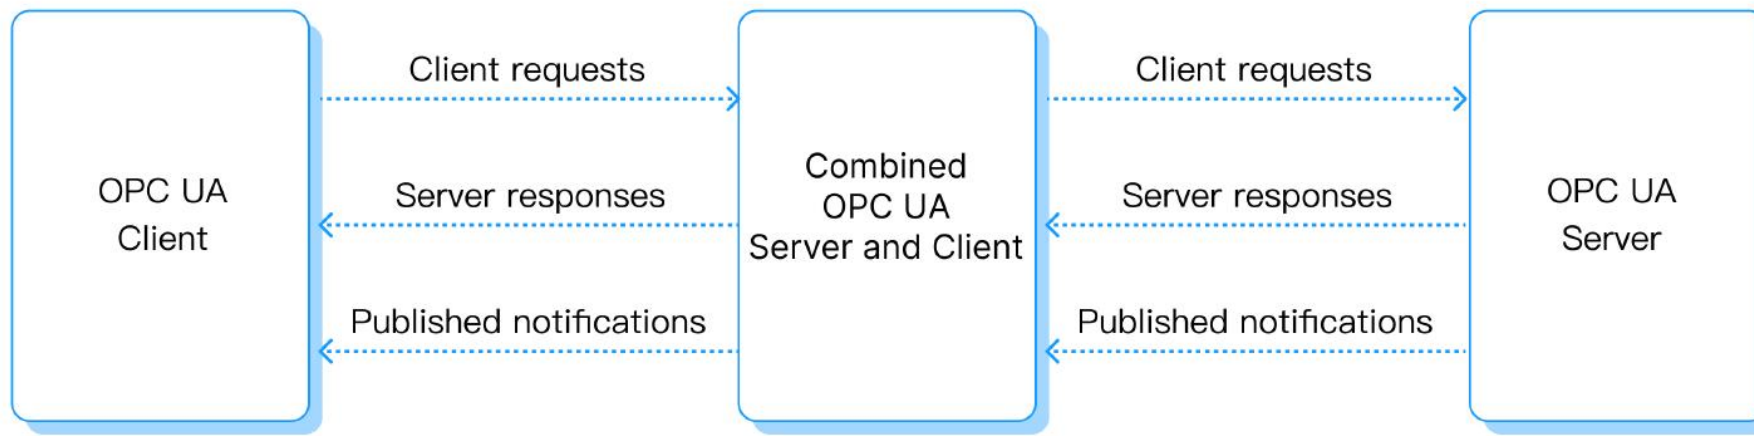 Client requests
Client requests
OPC UA
Client
Server responses
Combined
OPC UA
Server and Client
Server responses
OPC UA
Server
Published notifications
Published notifications